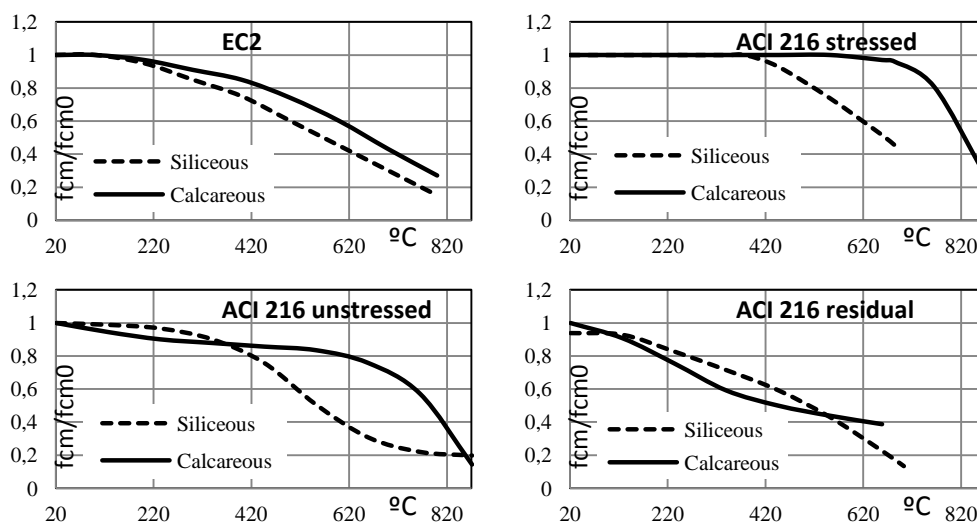 EC2
1,2
1
0,8
0,6
0,4
0,2
0
fcm/fcm0
Siliceous
Calcareous
20 220 420 620 820
ºC
ACI 216 stressed
1,2
1
0,8
0,6
0,4
0,2
0
fcm/fcm0
Siliceous
Calcareous
20 220 420 620 820
ºC
ACI 216 unstressed
1,2
1
0,8
0,6
0,4
0,2
0
fcm/fcm0
Siliceous
Calcareous
20 220 420 620 820
ºC
ACI 216 residual
1,2
1
0,8
0,6
0,4
0,2
0
fcm/fcm0
Siliceous
Calcareous
20 220 420 620 820
ºC